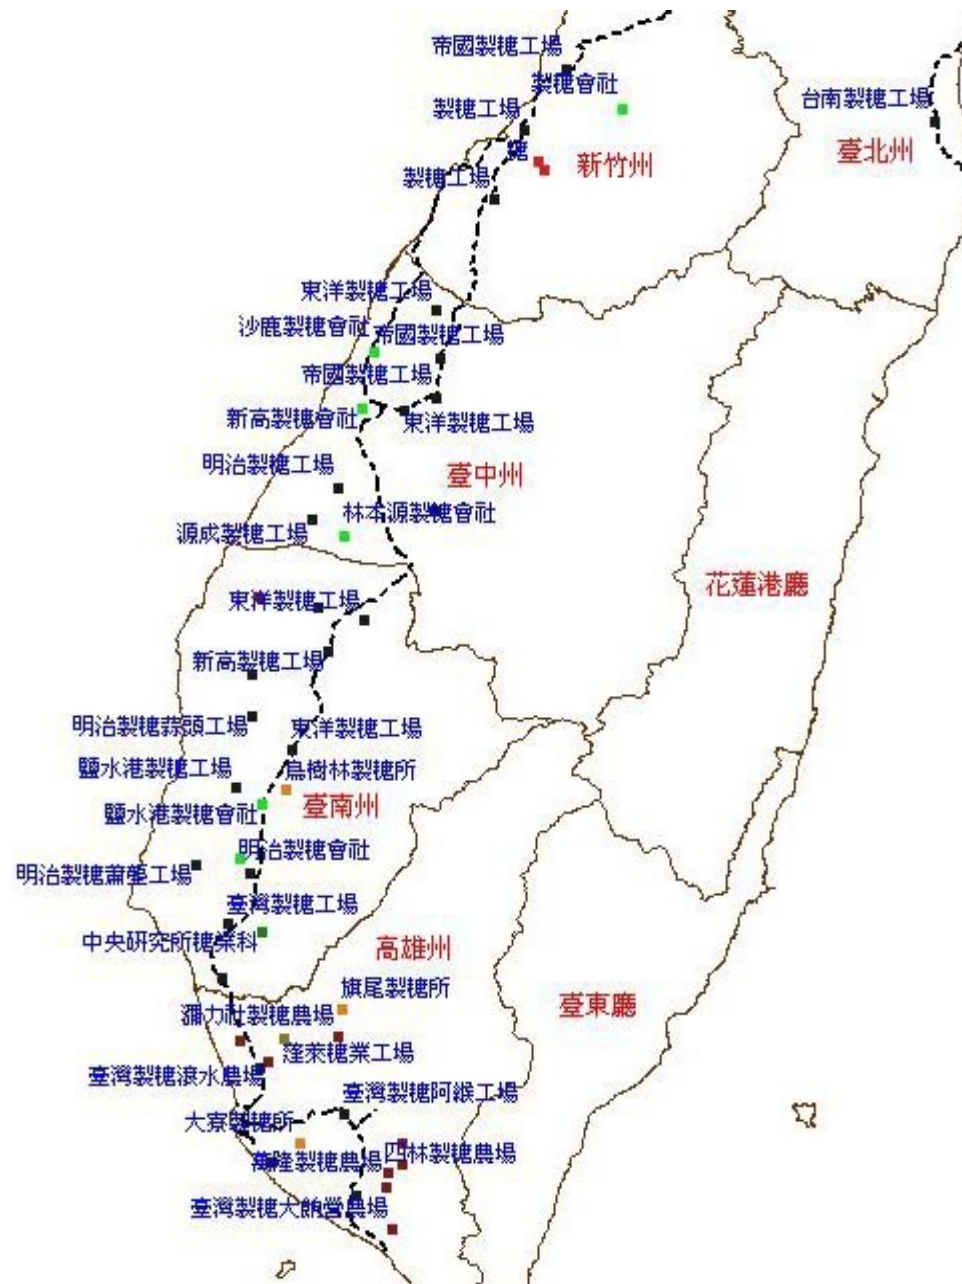 帝國製糖工場
製糖會社
台南製糖工場
製糖工場
糖
臺北州
新竹州
製糖工場
東洋製糖工場
沙鹿製糖會社
帝國製糖工場
帝國製糖工場
新高製糖會社
東洋製糖工場
明治製糖工場
臺中州
林本源製糖會社
源成製糖工場
花蓮港廳
東洋製糖工場
新高製糖工場
明治製糖蒜頭工場
東洋製糖工場
鹽水港製糖工場
烏樹林製糖所
臺南州
鹽水港製糖會社
明治製糖會社
明治製糖蕭壟工場
臺灣製糖工場
中央研究所糖業科
高雄州
旗尾製糖所
臺東廳
彌力社製糖農場
蓬萊糖業工場
臺灣製糖滾水農場
臺灣製糖阿緱工場
大寮製糖所
萬隆製糖農場
四林製糖農場
臺灣製糖大餉營農場